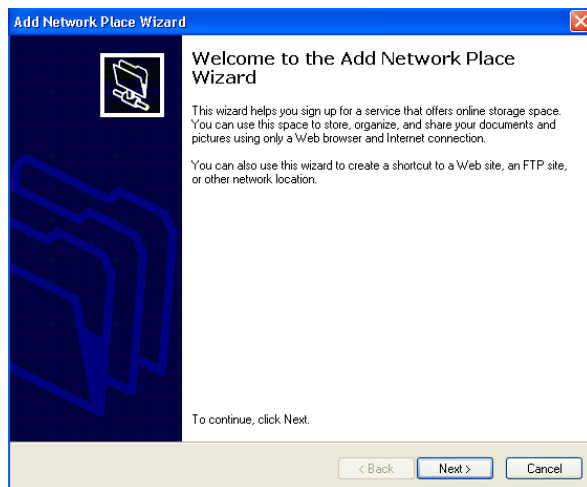 Add Network Place Wizard
Welcome to the Add Network Place
Wizard
This wizard helps you sign up for a service that offers online storage space.
You can use this space to store, organize, and share your documents and
pictures using only a Web browser and Internet connection.
You can also use this wizard to create a shortcut to a Web site, an FTP site,
or other network location.
To continue, click Next.
< Back
Next >
Cancel